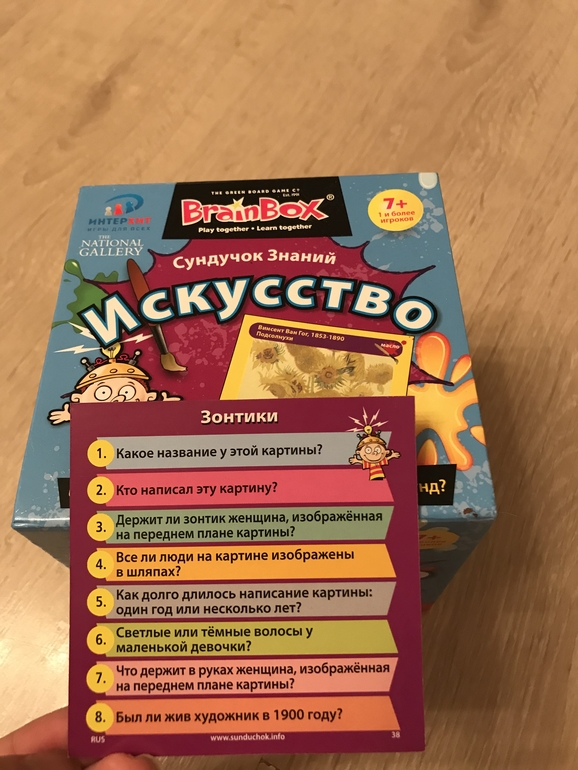 THE GREEN BOARD GAME Cº
Est. 1991
BrainBox®
Play together • Learn together
7+
1 и более
игроков
ИНТЕРХИТ
ИГРЫ ДЛЯ ВСЕХ
THE
NATIONAL
GALLERY
Сундучок Знаний
Искусство
Винсент Ван Гог, 1853-1890
Подсолнухи
масло
НД?
7+
Зонтики
1. Какое название у этой картины?
2. Кто написал эту картину?
3. Держит ли зонтик женщина, изображённая
на переднем плане картины?
4. Все ли люди на картине изображены
в шляпах?
5. Как долго длилось написание картины:
один год или несколько лет?
6. Светлые или тёмные волосы у
маленькой девочки?
7. Что держит в руках женщина, изображённая
на переднем плане картины?
8. Был ли жив художник в 1900 году?
RUS
www.sunduchok.info
38